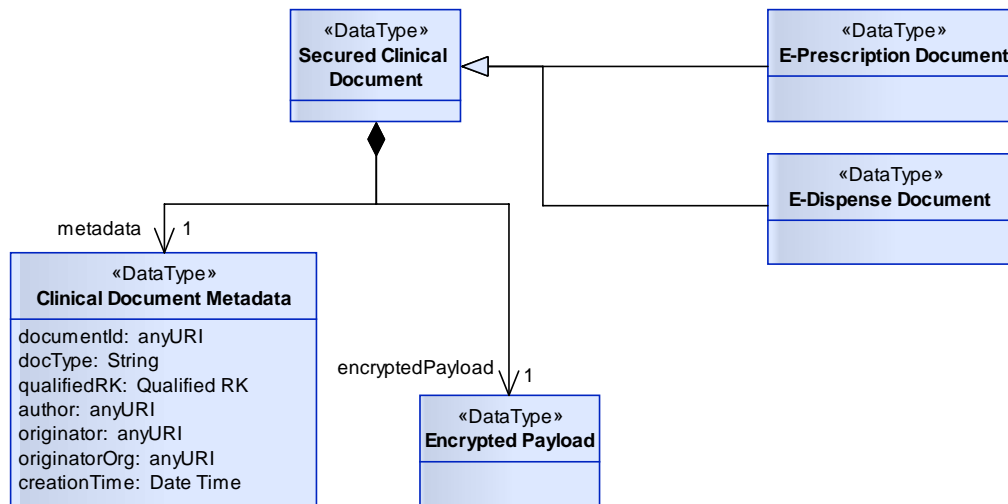 «DataType»
Secured Clinical
Document
«DataType»
E-Prescription Document
«DataType»
E-Dispense Document
metadata
1
«DataType»
Clinical Document Metadata
documentId: anyURI
docType: String
qualifiedRK: Qualified RK
author: anyURI
originator: anyURI
originatorOrg: anyURI
creationTime: Date Time
encryptedPayload
1
«DataType»
Encrypted Payload